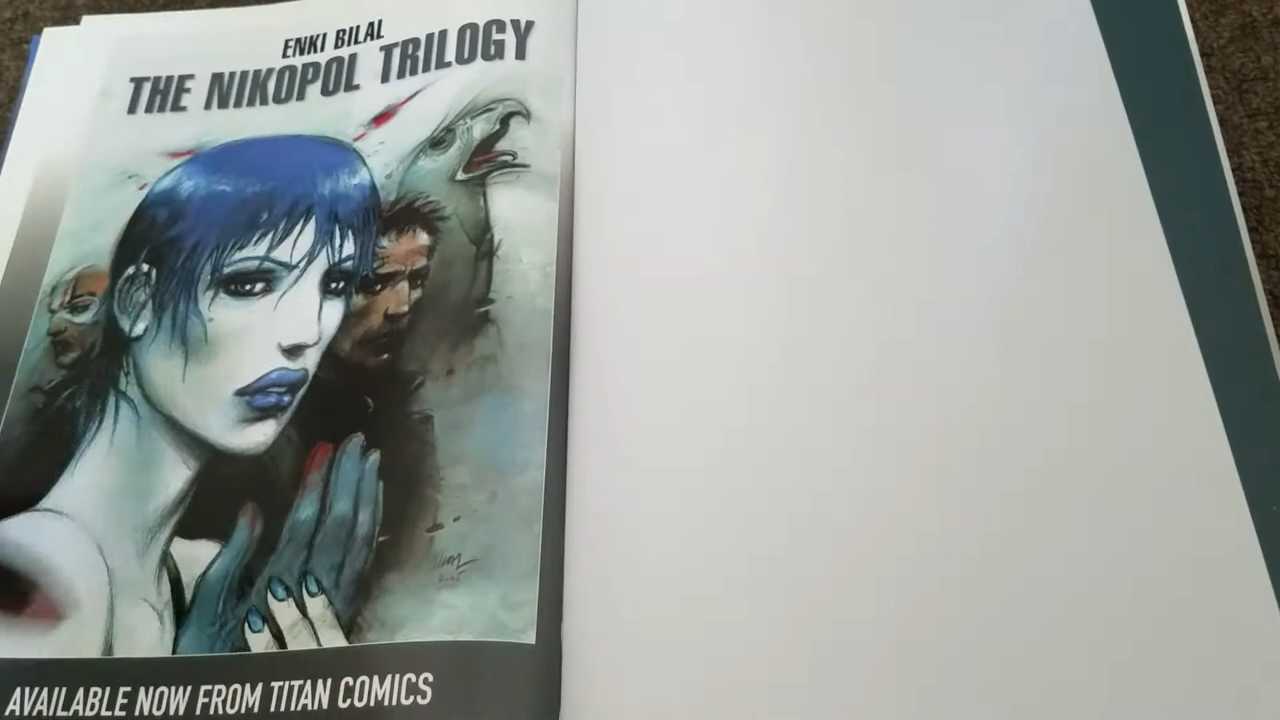 ENKI BILAL
THE NIKOPOL TRILOGY
AVAILABLE NOW FROM TITAN COMICS